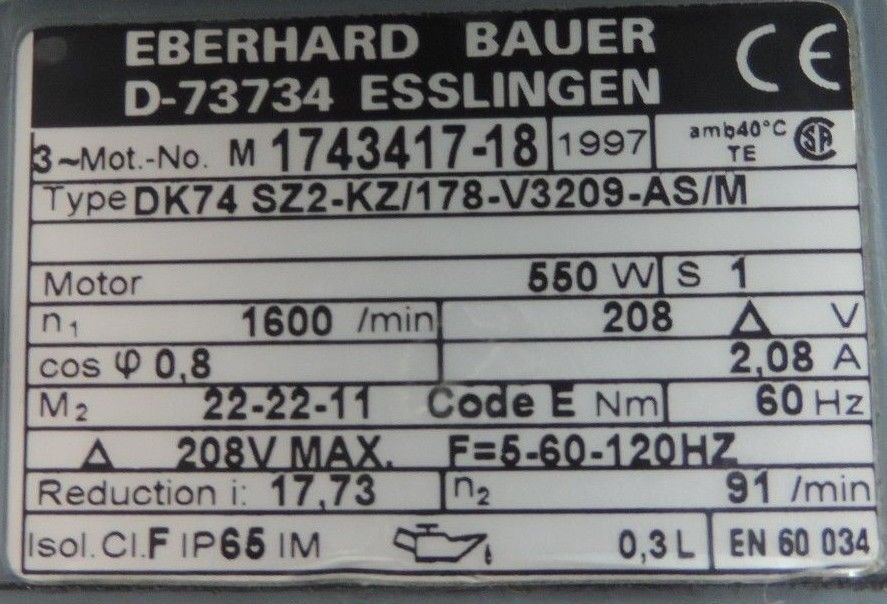 EBERHARD BAUER CE
D-73734 ESSLINGEN
3~Mot.-No. M 1743417-18 1997 amb40°C TE SA
Type DK74 SZ2-KZ/178-V3209-AS/M
Motor 550 W S 1
n₁ 1600 /min 208 Δ V
cos φ 0,8 2,08 A
M₂ 22-22-11 Code E Nm 60 Hz
Δ 208V MAX. F=5-60-120HZ
Reduction i: 17,73 n₂ 91 /min
Isol.Cl.F IP65 IM 0,3 L EN 60 034